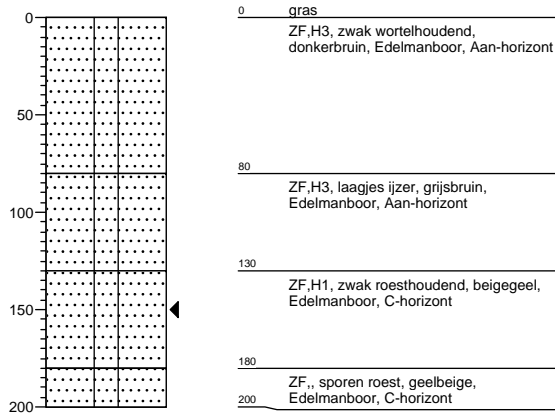 0
50
100
150
200
0
gras
ZF,H3, zwak wortelhoudend,
donkerbruin, Edelmanboor, Aan-horizont
80
ZF,H3, laagjes ijzer, grijsbruin,
Edelmanboor, Aan-horizont
130
ZF,H1, zwak roesthoudend, beigegeel,
Edelmanboor, C-horizont
180
ZF,, sporen roest, geelbeige,
Edelmanboor, C-horizont
200